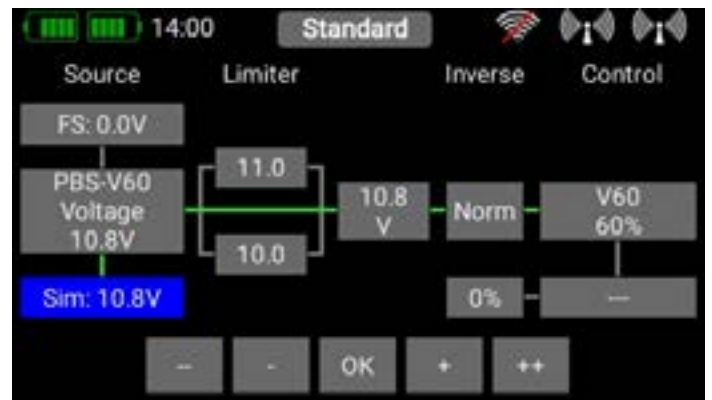 14:00 Standard
Source Limiter Inverse Control
FS: 0.0V
PBS-V60
Voltage
10.8V
11.0
10.0
10.8
V
Norm
V60
60%
Sim: 10.8V
0%
---
--
-
OK
+
++